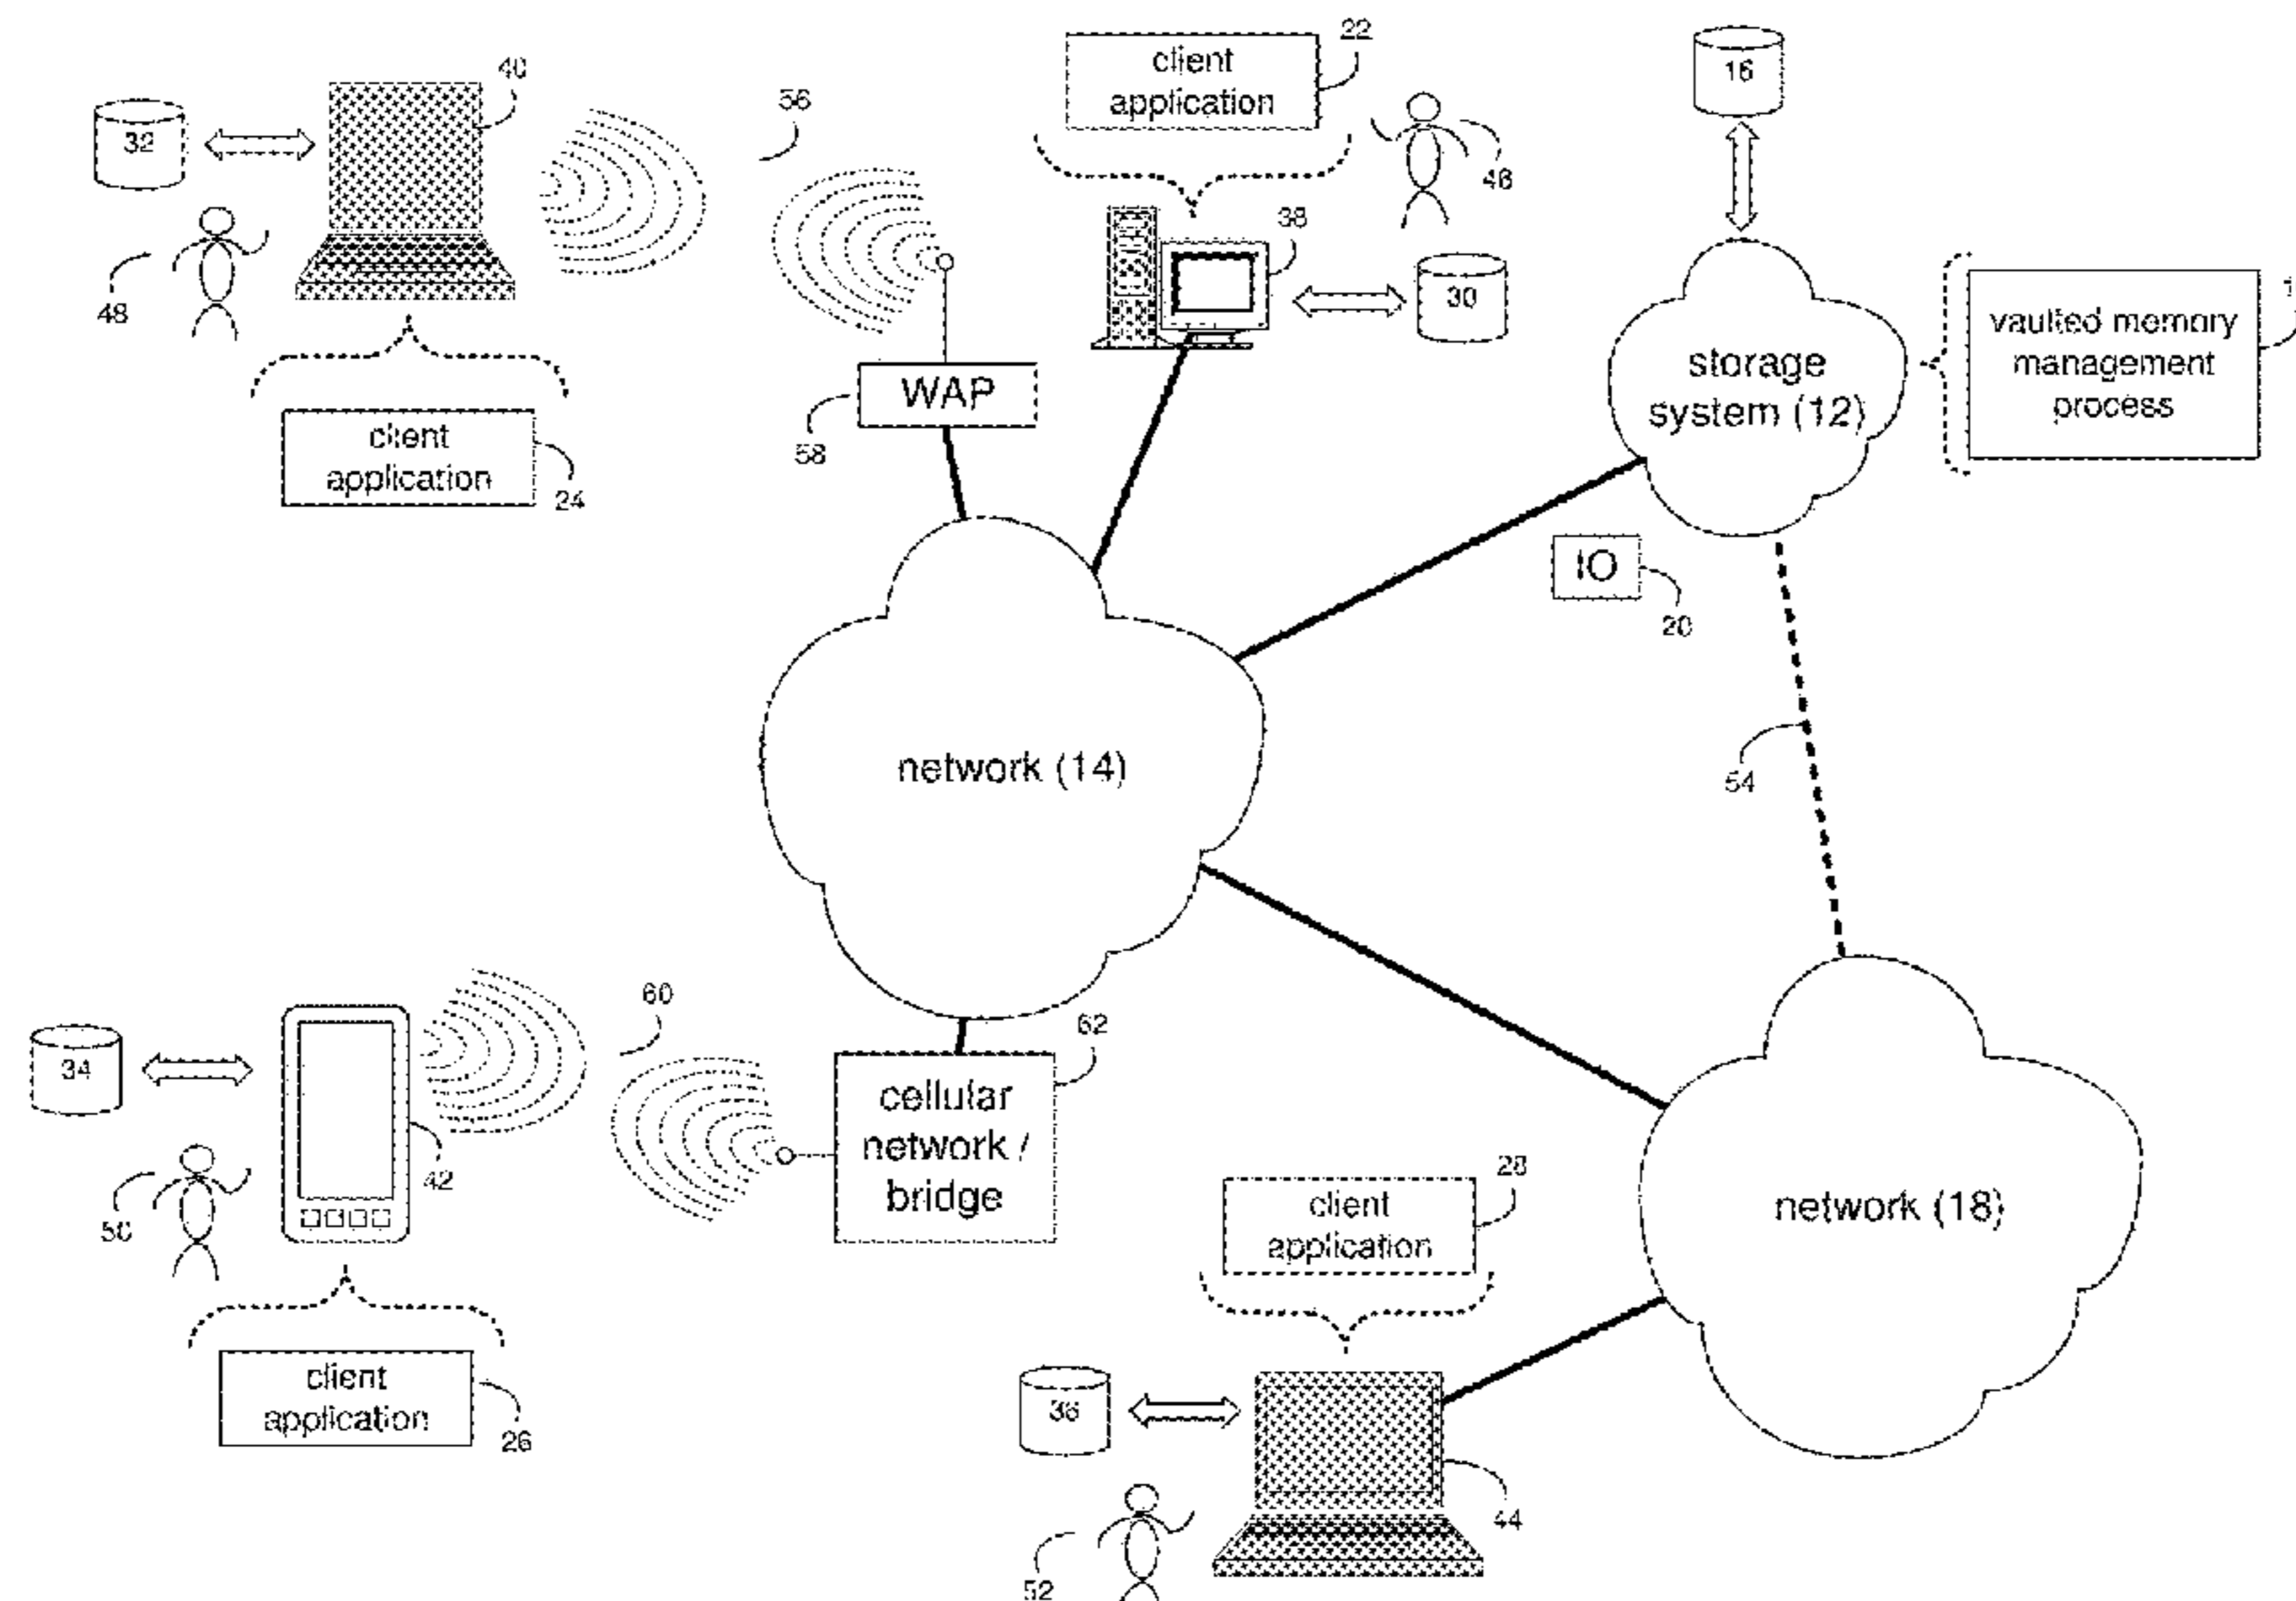 22
client
application
16
40
56
32
46
38
48
30
1
vaulted memory
management
process
storage
system (12)
WAP
58
client
application
24
IO
20
network (14)
54
60
62
34
cellular
network /
bridge
42
50
28
client
application
network (18)
client
application
26
36
44
52